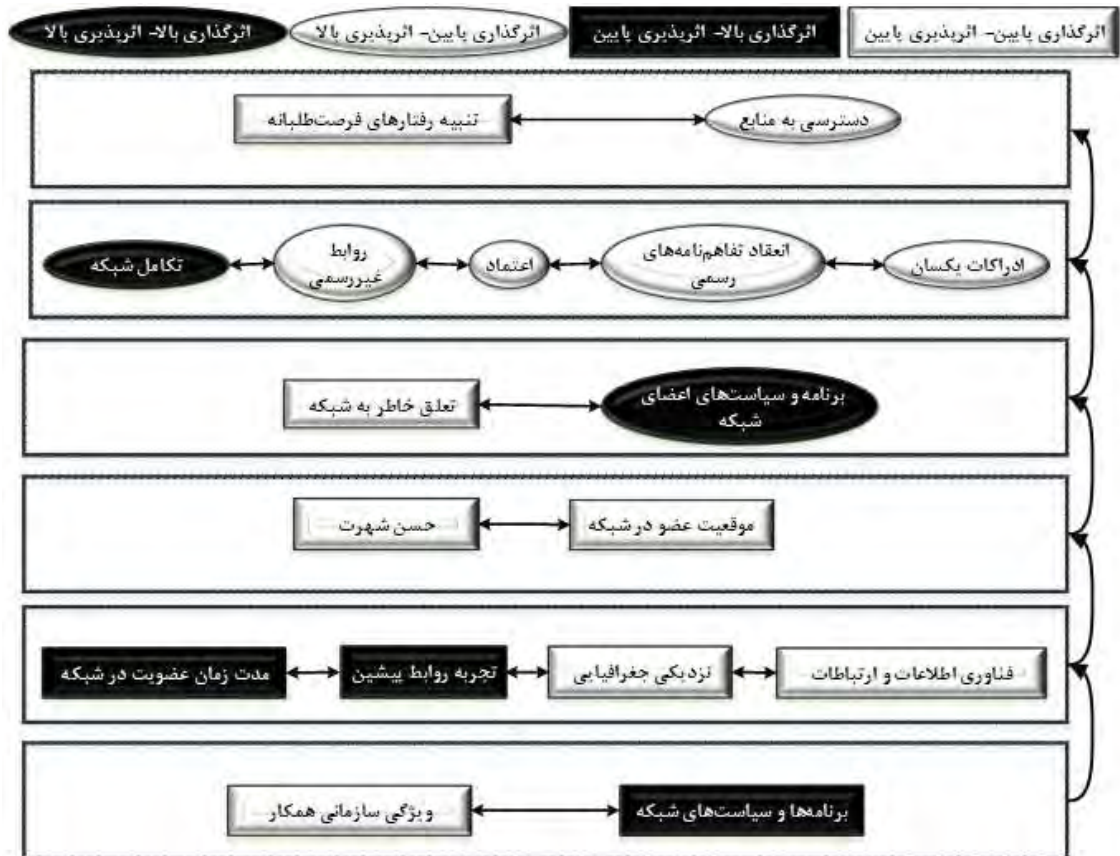 اثرگذاری پایین- اثرپذیری پایین
اثرگذاری بالا- اثرپذیری پایین
اثرگذاری پایین- اثرپذیری بالا
اثرگذاری بالا- اثرپذیری بالا
دسترسی به منابع
تنبیه رفتارهای فرصت‌طلبانه
ادراکات یکسان
انعقاد تفاهم‌نامه‌های
رسمی
اعتماد
روابط
غیررسمی
تکامل شبکه
برنامه و سیاست‌های اعضای
شبکه
تعلق خاطر به شبکه
موقعیت عضو در شبکه
حسن شهرت
فناوری اطلاعات و ارتباطات
نزدیکی جغرافیایی
تجربه روابط پیشین
مدت زمان عضویت در شبکه
برنامه‌ها و سیاست‌های شبکه
ویژگی سازمانی همکار